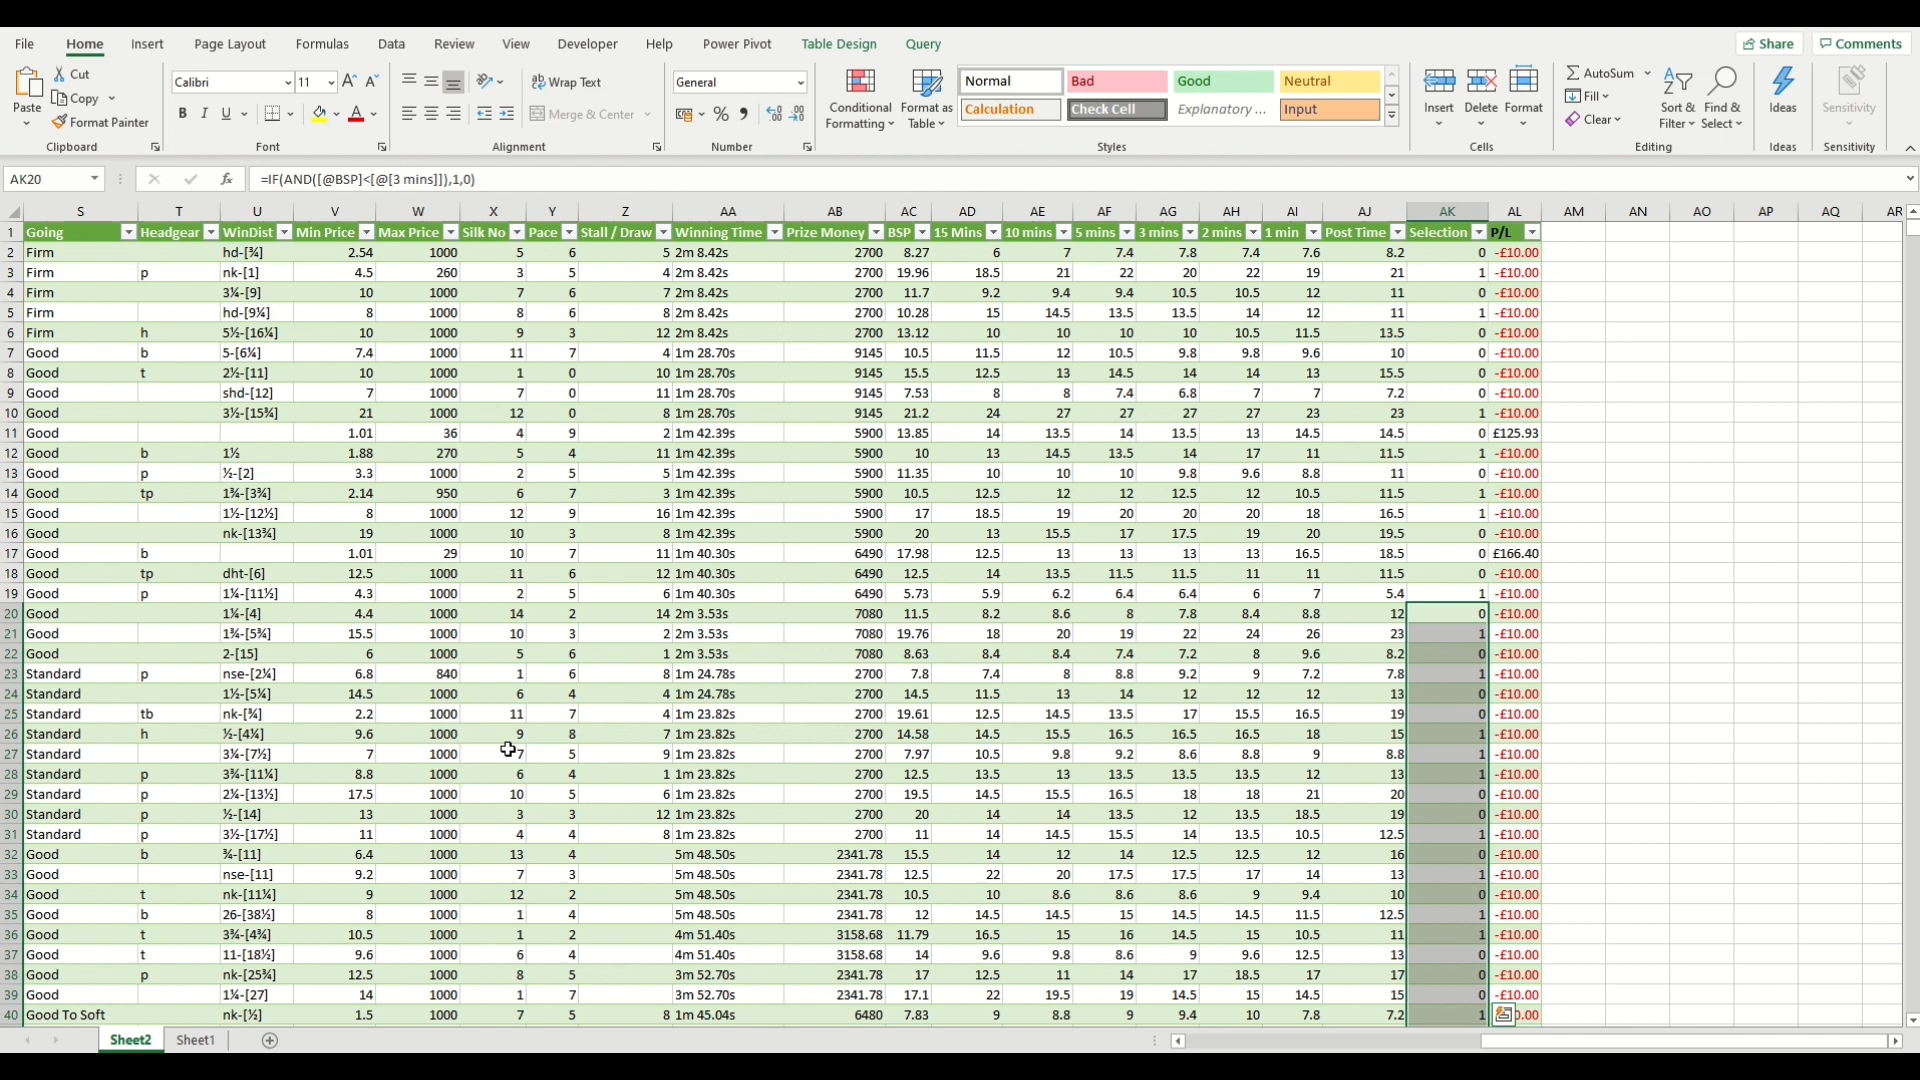 File Home Insert Page Layout Formulas Data Review View Developer Help Power Pivot Table Design Query Share Comments
Paste Cut Copy Format Painter Calibri 11 B I U Wrap Text Merge & Center General % Conditional Formatting Format as Table Normal Bad Good Neutral Calculation Check Cell Explanatory ... Input Insert Delete Format AutoSum Fill Clear Sort & Filter Find & Select Ideas Sensitivity
Clipboard Font Alignment Number Styles Cells Editing Ideas Sensitivity
AK20 fx =IF(AND([@BSP]<[@[3 mins]]),1,0)
S T U V W X Y Z AA AB AC AD AE AF AG AH AI AJ AK AL AM AN AO AP AQ AR
1 Going Headgear WinDist Min Price Max Price Silk No Pace Stall / Draw Winning Time Prize Money BSP 15 Mins 10 mins 5 mins 3 mins 2 mins 1 min Post Time Selection P/L
2 Firm hd-[¾] 2.54 1000 5 6 5 2m 8.42s 2700 8.27 6 7 7.4 7.8 7.4 7.6 8.2 0 -£10.00
3 Firm p nk-[1] 4.5 260 3 5 4 2m 8.42s 2700 19.96 18.5 21 22 20 22 19 21 1 -£10.00
4 Firm 3¼-[9] 10 1000 7 6 7 2m 8.42s 2700 11.7 9.2 9.4 9.4 10.5 10.5 12 11 0 -£10.00
5 Firm hd-[9¼] 8 1000 8 6 8 2m 8.42s 2700 10.28 15 14.5 13.5 13.5 14 12 11 1 -£10.00
6 Firm h 5½-[16¼] 10 1000 9 3 12 2m 8.42s 2700 13.12 10 10 10 10 10.5 11.5 13.5 0 -£10.00
7 Good b 5-[6¼] 7.4 1000 11 7 4 1m 28.70s 9145 10.5 11.5 12 10.5 9.8 9.8 9.6 10 0 -£10.00
8 Good t 2½-[11] 10 1000 1 0 10 1m 28.70s 9145 15.5 12.5 13 14.5 14 14 13 15.5 0 -£10.00
9 Good shd-[12] 7 1000 7 0 11 1m 28.70s 9145 7.53 8 8 7.4 6.8 7 7 7.2 0 -£10.00
10 Good 3½-[15¾] 21 1000 12 0 8 1m 28.70s 9145 21.2 24 27 27 27 27 23 23 1 -£10.00
11 Good 1.01 36 4 9 2 1m 42.39s 5900 13.85 14 13.5 14 13.5 13 14.5 14.5 0 £125.93
12 Good b 1½ 1.88 270 5 4 11 1m 42.39s 5900 10 13 14.5 13.5 14 17 11 11.5 1 -£10.00
13 Good p ½-[2] 3.3 1000 2 5 5 1m 42.39s 5900 11.35 10 10 10 9.8 9.6 8.8 11 0 -£10.00
14 Good tp 1¾-[3¾] 2.14 950 6 7 3 1m 42.39s 5900 10.5 12.5 12 12 12.5 12 10.5 11.5 1 -£10.00
15 Good 1½-[12½] 8 1000 12 9 16 1m 42.39s 5900 17 18.5 19 20 20 20 18 16.5 1 -£10.00
16 Good nk-[13¾] 19 1000 10 3 8 1m 42.39s 5900 20 13 15.5 17 17.5 19 20 19.5 0 -£10.00
17 Good b 1.01 29 10 7 11 1m 40.30s 6490 17.98 12.5 13 13 13 13 16.5 18.5 0 £166.40
18 Good tp dht-[6] 12.5 1000 11 6 12 1m 40.30s 6490 12.5 14 13.5 11.5 11.5 11 11 11.5 0 -£10.00
19 Good p 1¼-[11½] 4.3 1000 2 5 6 1m 40.30s 6490 5.73 5.9 6.2 6.4 6.4 6 7 5.4 1 -£10.00
20 Good 1¼-[4] 4.4 1000 14 2 14 2m 3.53s 7080 11.5 8.2 8.6 8 7.8 8.4 8.8 12 0 -£10.00
21 Good 1¾-[5¾] 15.5 1000 10 3 2 2m 3.53s 7080 19.76 18 20 19 22 24 26 23 1 -£10.00
22 Good 2-[15] 6 1000 5 6 1 2m 3.53s 7080 8.63 8.4 8.4 7.4 7.2 8 9.6 8.2 0 -£10.00
23 Standard p nse-[2¼] 6.8 840 1 6 8 1m 24.78s 2700 7.8 7.4 8 8.8 9.2 9 7.2 7.8 1 -£10.00
24 Standard 1½-[5¼] 14.5 1000 6 4 4 1m 24.78s 2700 14.5 11.5 13 14 12 12 12 13 0 -£10.00
25 Standard tb nk-[¾] 2.2 1000 11 7 4 1m 23.82s 2700 19.61 12.5 14.5 13.5 17 15.5 16.5 19 0 -£10.00
26 Standard h ½-[4¼] 9.6 1000 9 8 7 1m 23.82s 2700 14.58 14.5 15.5 16.5 16.5 16.5 18 15 1 -£10.00
27 Standard 3¼-[7½] 7 1000 7 5 9 1m 23.82s 2700 7.97 10.5 9.8 9.2 8.6 8.8 9 8.8 1 -£10.00
28 Standard p 3¾-[11¼] 8.8 1000 6 4 1 1m 23.82s 2700 12.5 13.5 13 13.5 13.5 13.5 12 13 1 -£10.00
29 Standard p 2¼-[13½] 17.5 1000 10 5 6 1m 23.82s 2700 19.5 14.5 15.5 16.5 18 18 21 20 0 -£10.00
30 Standard p ½-[14] 13 1000 3 3 12 1m 23.82s 2700 20 14 14 13.5 12 13.5 18.5 19 0 -£10.00
31 Standard p 3½-[17½] 11 1000 4 4 8 1m 23.82s 2700 11 14 14.5 15.5 14 13.5 10.5 12.5 1 -£10.00
32 Good b ¾-[11] 6.4 1000 13 4 5m 48.50s 2341.78 15.5 14 12 14 12.5 12.5 12 16 0 -£10.00
33 Good nse-[11] 9.2 1000 7 3 5m 48.50s 2341.78 12.5 22 20 17.5 17.5 17 14 13 1 -£10.00
34 Good t nk-[11¼] 9 1000 12 2 5m 48.50s 2341.78 10.5 10 8.6 8.6 8.6 9 9.4 10 0 -£10.00
35 Good b 26-[38½] 8 1000 1 4 5m 48.50s 2341.78 12 14.5 14.5 15 14.5 14.5 11.5 12.5 1 -£10.00
36 Good t 3¾-[4¾] 10.5 1000 1 2 4m 51.40s 3158.68 11.79 16.5 15 16 14.5 15 10.5 11 1 -£10.00
37 Good t 11-[18½] 9.6 1000 6 4 4m 51.40s 3158.68 14 9.6 9.8 8.6 9 9.6 12.5 13 0 -£10.00
38 Good p nk-[25¾] 12.5 1000 8 5 3m 52.70s 2341.78 17 12.5 11 14 17 18.5 17 17 0 -£10.00
39 Good 1¼-[27] 14 1000 1 7 3m 52.70s 2341.78 17.1 22 19.5 19 14.5 15 14.5 15 0 -£10.00
40 Good To Soft nk-[½] 1.5 1000 7 5 8 1m 45.04s 6480 7.83 9 8.8 9 9.4 10 7.8 7.2 1 0.00
Sheet2 Sheet1